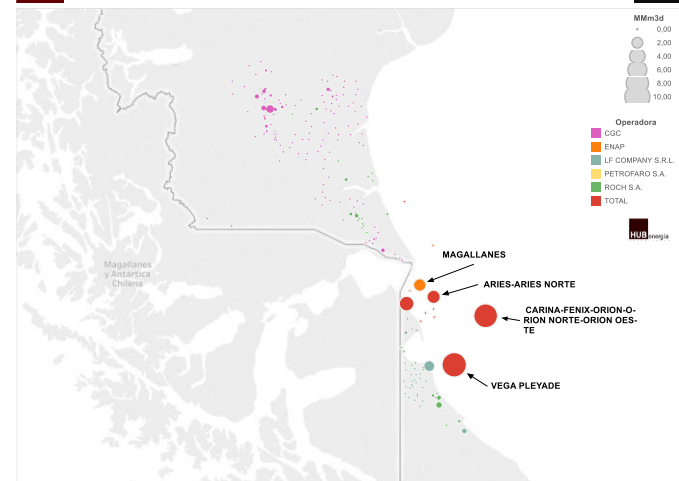 MMm3d
0,00
2,00
4,00
6,00
8,00
10,00
Operadora
CGC
ENAP
LF COMPANY S.R.L.
PETROFARO S.A.
ROCH S.A.
TOTAL
HUB energia
MAGALLANES
ARIES-ARIES NORTE
CARINA-FENIX-ORION-O-
RION NORTE-ORION OES-
TE
VEGA PLEYADE
Magallanes
y Antártica
Chilena